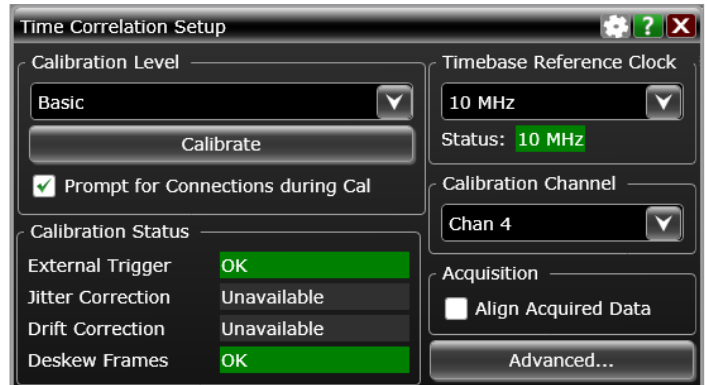 Time Correlation Setup
?
X
Calibration Level
Basic
Calibrate
Prompt for Connections during Cal
Calibration Status
External Trigger OK
Jitter Correction Unavailable
Drift Correction Unavailable
Deskew Frames OK
Timebase Reference Clock
10 MHz
Status: 10 MHz
Calibration Channel
Chan 4
Acquisition
Align Acquired Data
Advanced...